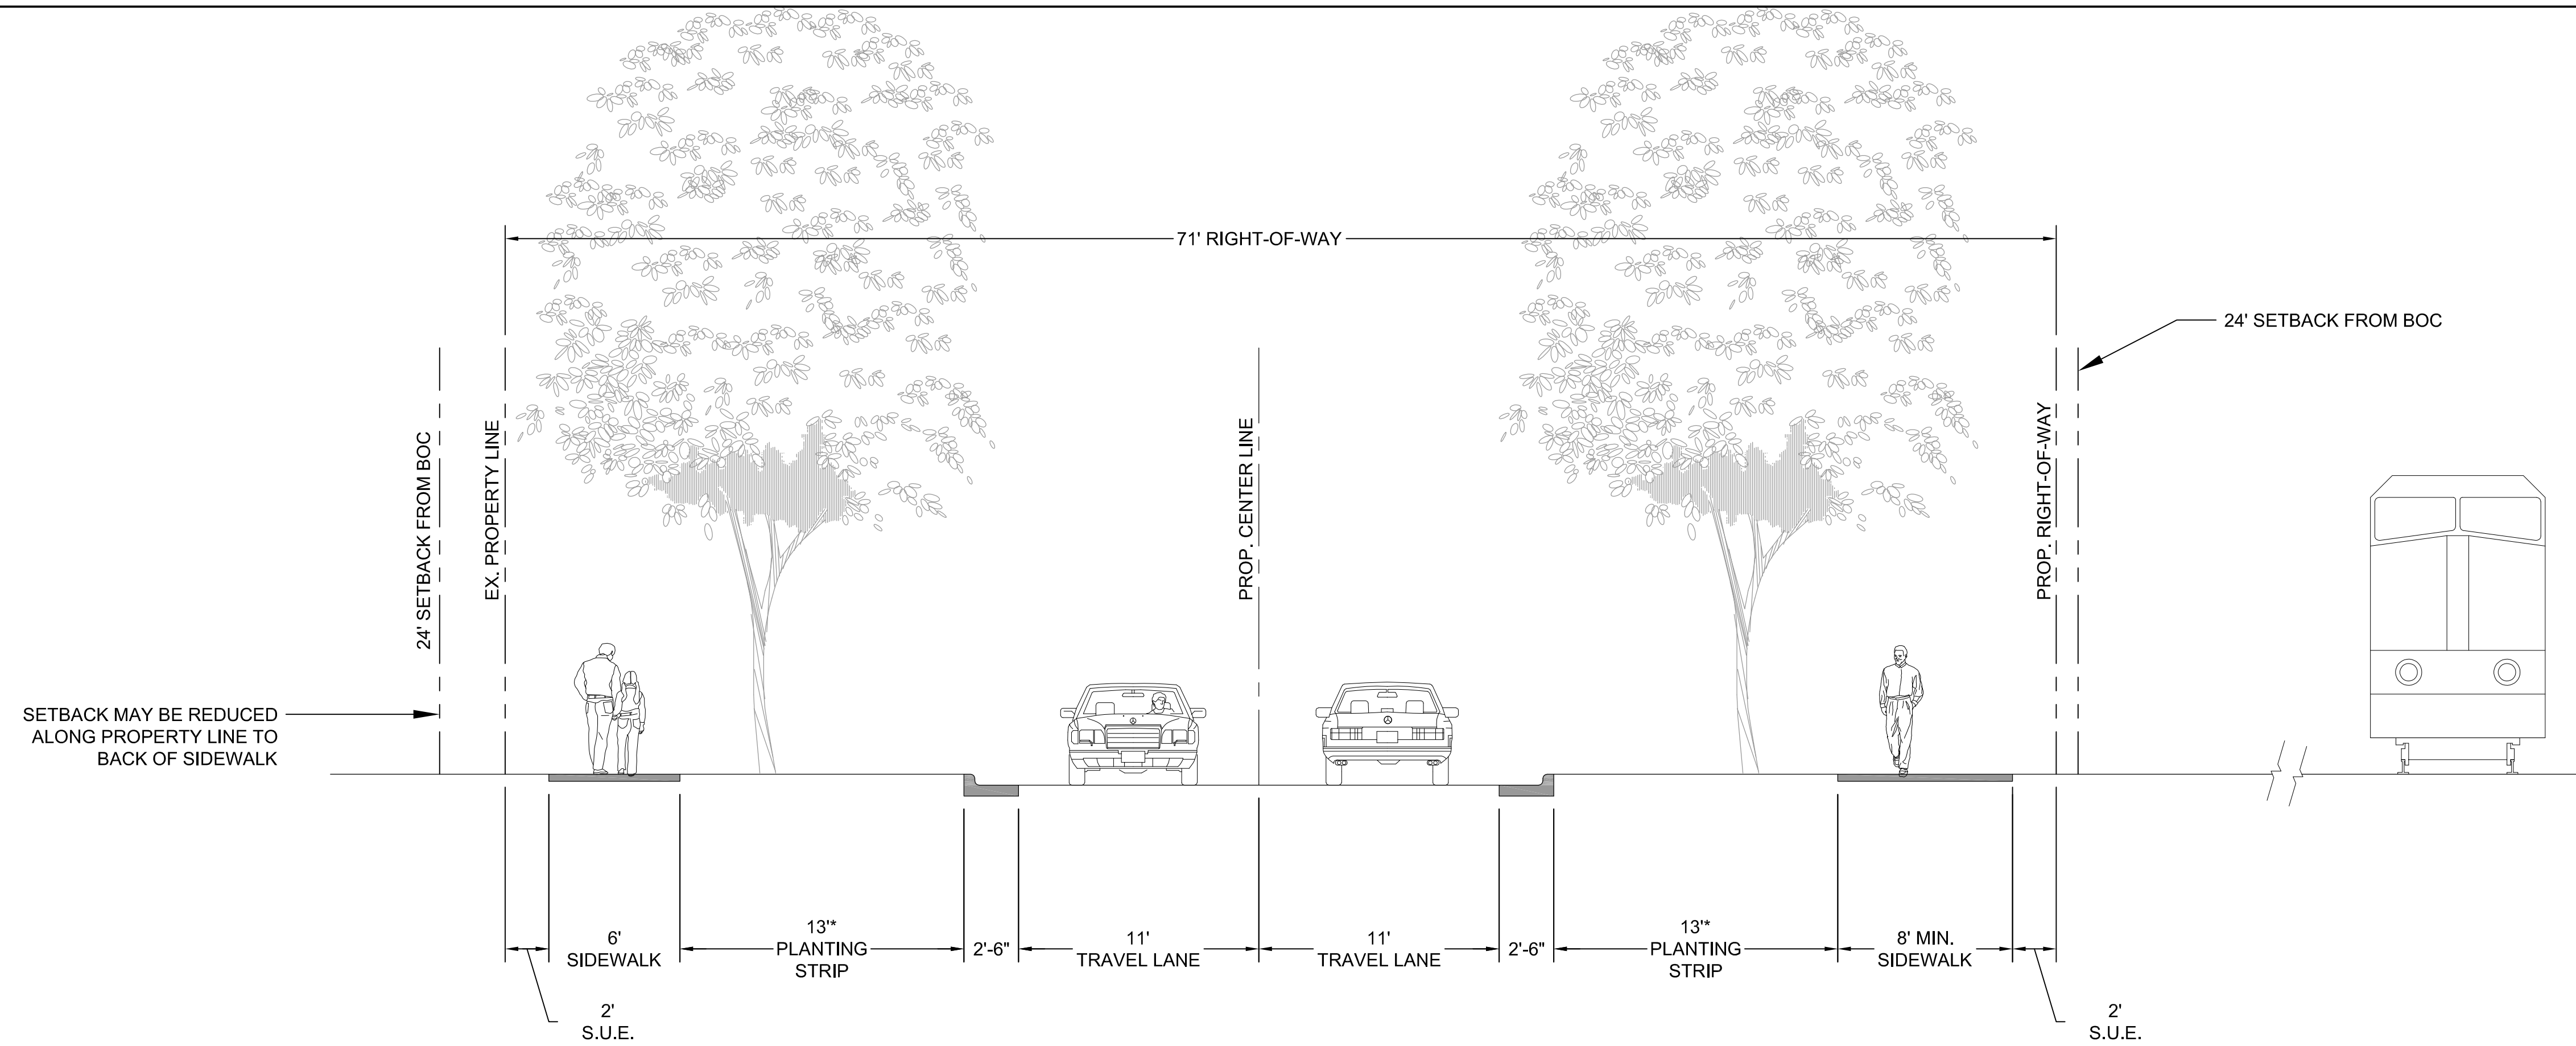 71' RIGHT-OF-WAY
24' SETBACK FROM BOC
24' SETBACK FROM BOC
EX. PROPERTY LINE
PROP. CENTER LINE
PROP. RIGHT-OF-WAY
SETBACK MAY BE REDUCED
ALONG PROPERTY LINE TO
BACK OF SIDEWALK
6'
SIDEWALK
13'*
PLANTING
STRIP
2'-6"
11'
TRAVEL LANE
11'
TRAVEL LANE
2'-6"
13'*
PLANTING
STRIP
8' MIN.
SIDEWALK
2'
S.U.E.
2'
S.U.E.